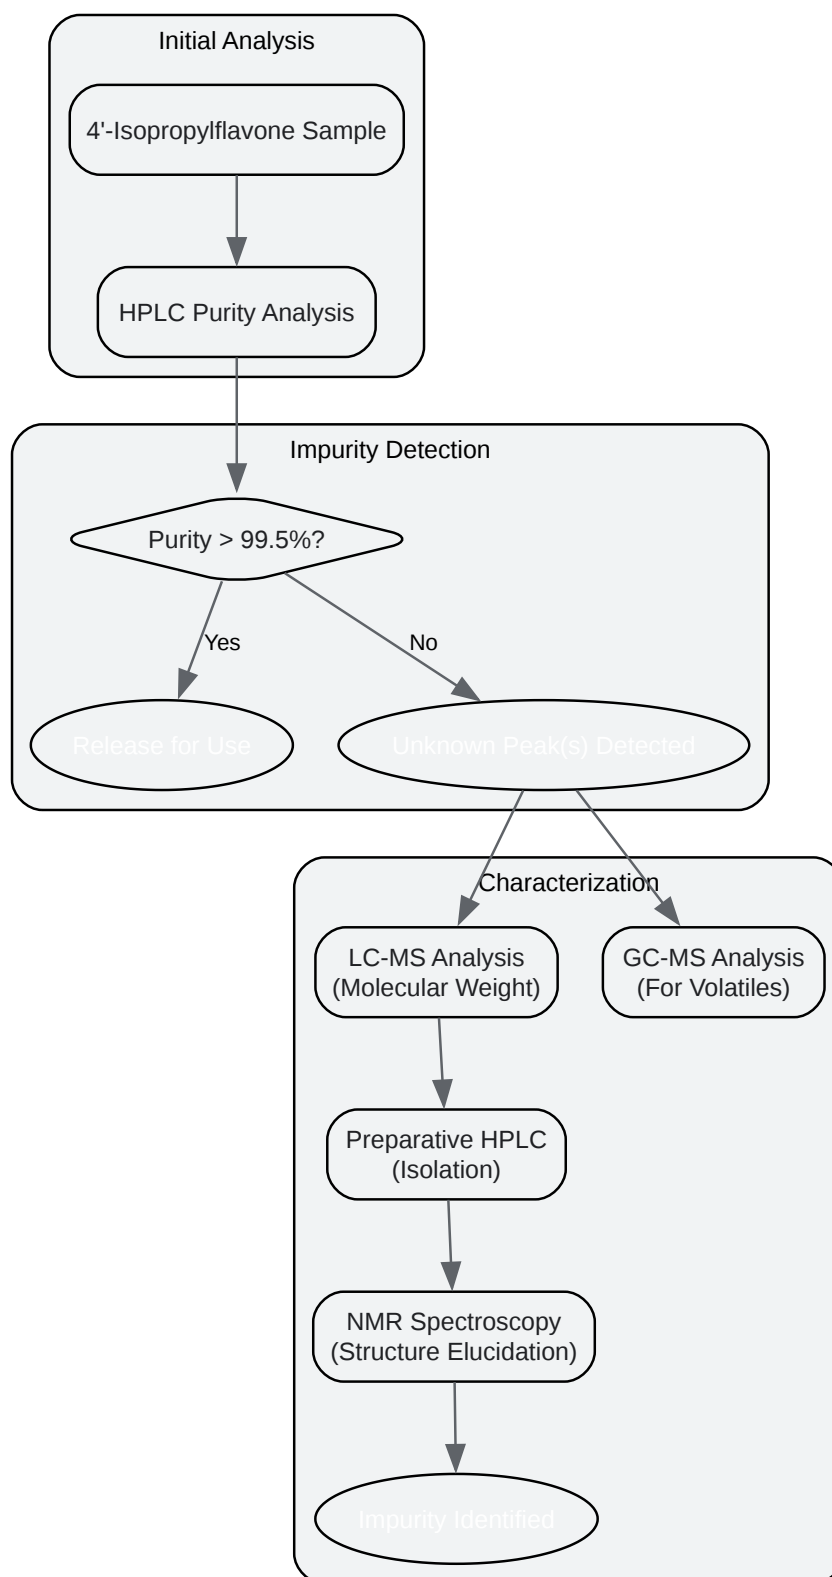 Initial Analysis
4'-Isopropylflavone Sample
HPLC Purity Analysis
Impurity Detection
Purity > 99.5%?
Yes
No
Release for Use
Unknown Peak(s) Detected
Characterization
LC-MS Analysis
(Molecular Weight)
GC-MS Analysis
(For Volatiles)
Preparative HPLC
(Isolation)
NMR Spectroscopy
(Structure Elucidation)
Impurity Identified